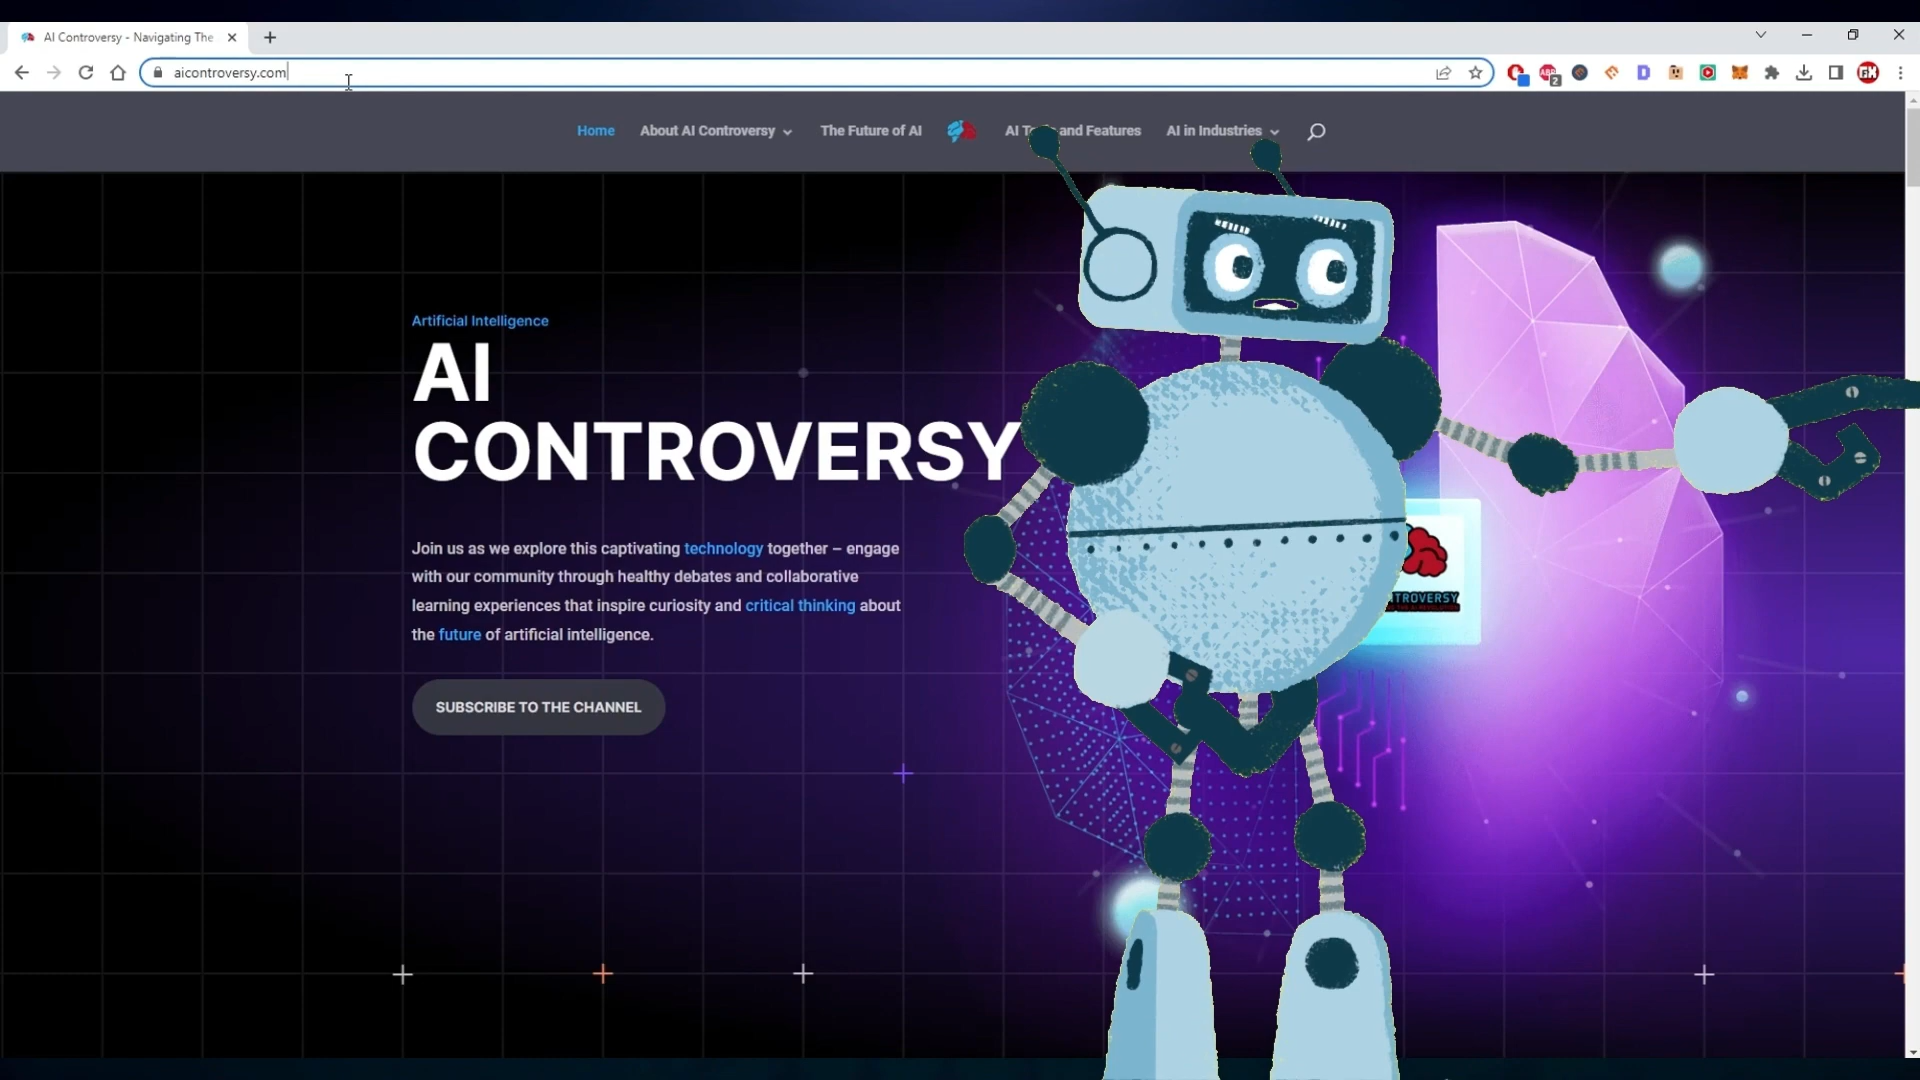 AI Controversy - Navigating The
aicontroversy.com
ABP
2
Home
About AI Controversy
The Future of AI
AI T
and Features
AI in Industries
Artificial Intelligence
AI
CONTROVERSY
Join us as we explore this captivating technology together – engage
with our community through healthy debates and collaborative
learning experiences that inspire curiosity and critical thinking about
the future of artificial intelligence.
TROVERSY
SUBSCRIBE TO THE CHANNEL